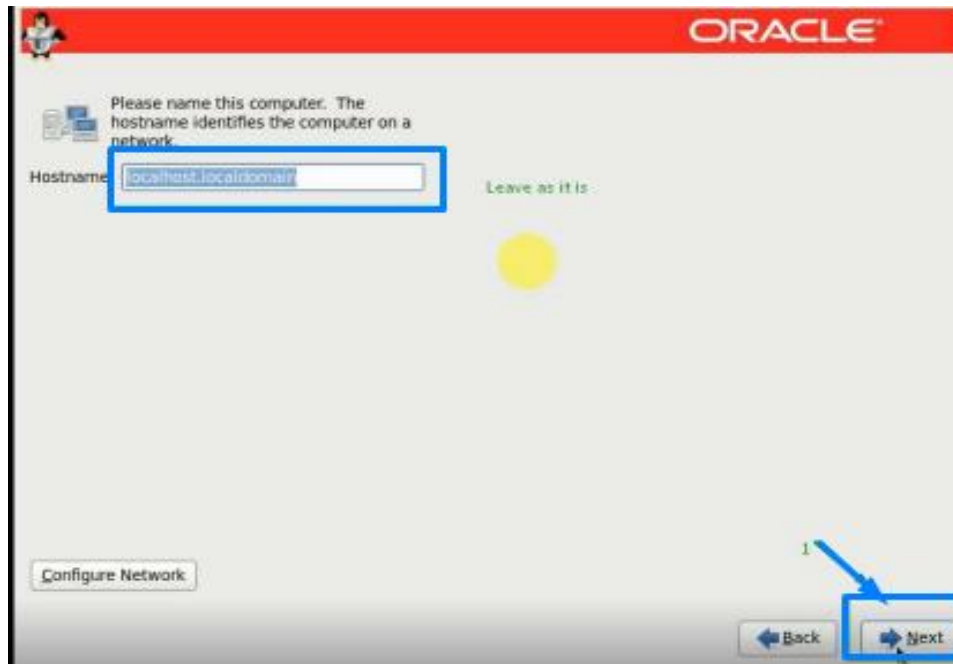 ORACLE
Please name this computer. The
hostname identifies the computer on a
network.
Hostname
localhost.localdomain
Leave as it is
1
Configure Network
Back
Next